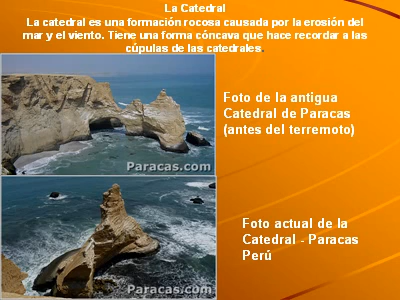 La Catedral
La catedral es una formación rocosa causada por la erosión del
mar y el viento. Tiene una forma cóncava que hace recordar a las
cúpulas de las catedrales.
Foto de la antigua
Catedral de Paracas
(antes del terremoto)
Paracas.com
Foto actual de la
Catedral - Paracas
Perú
Paracas.com